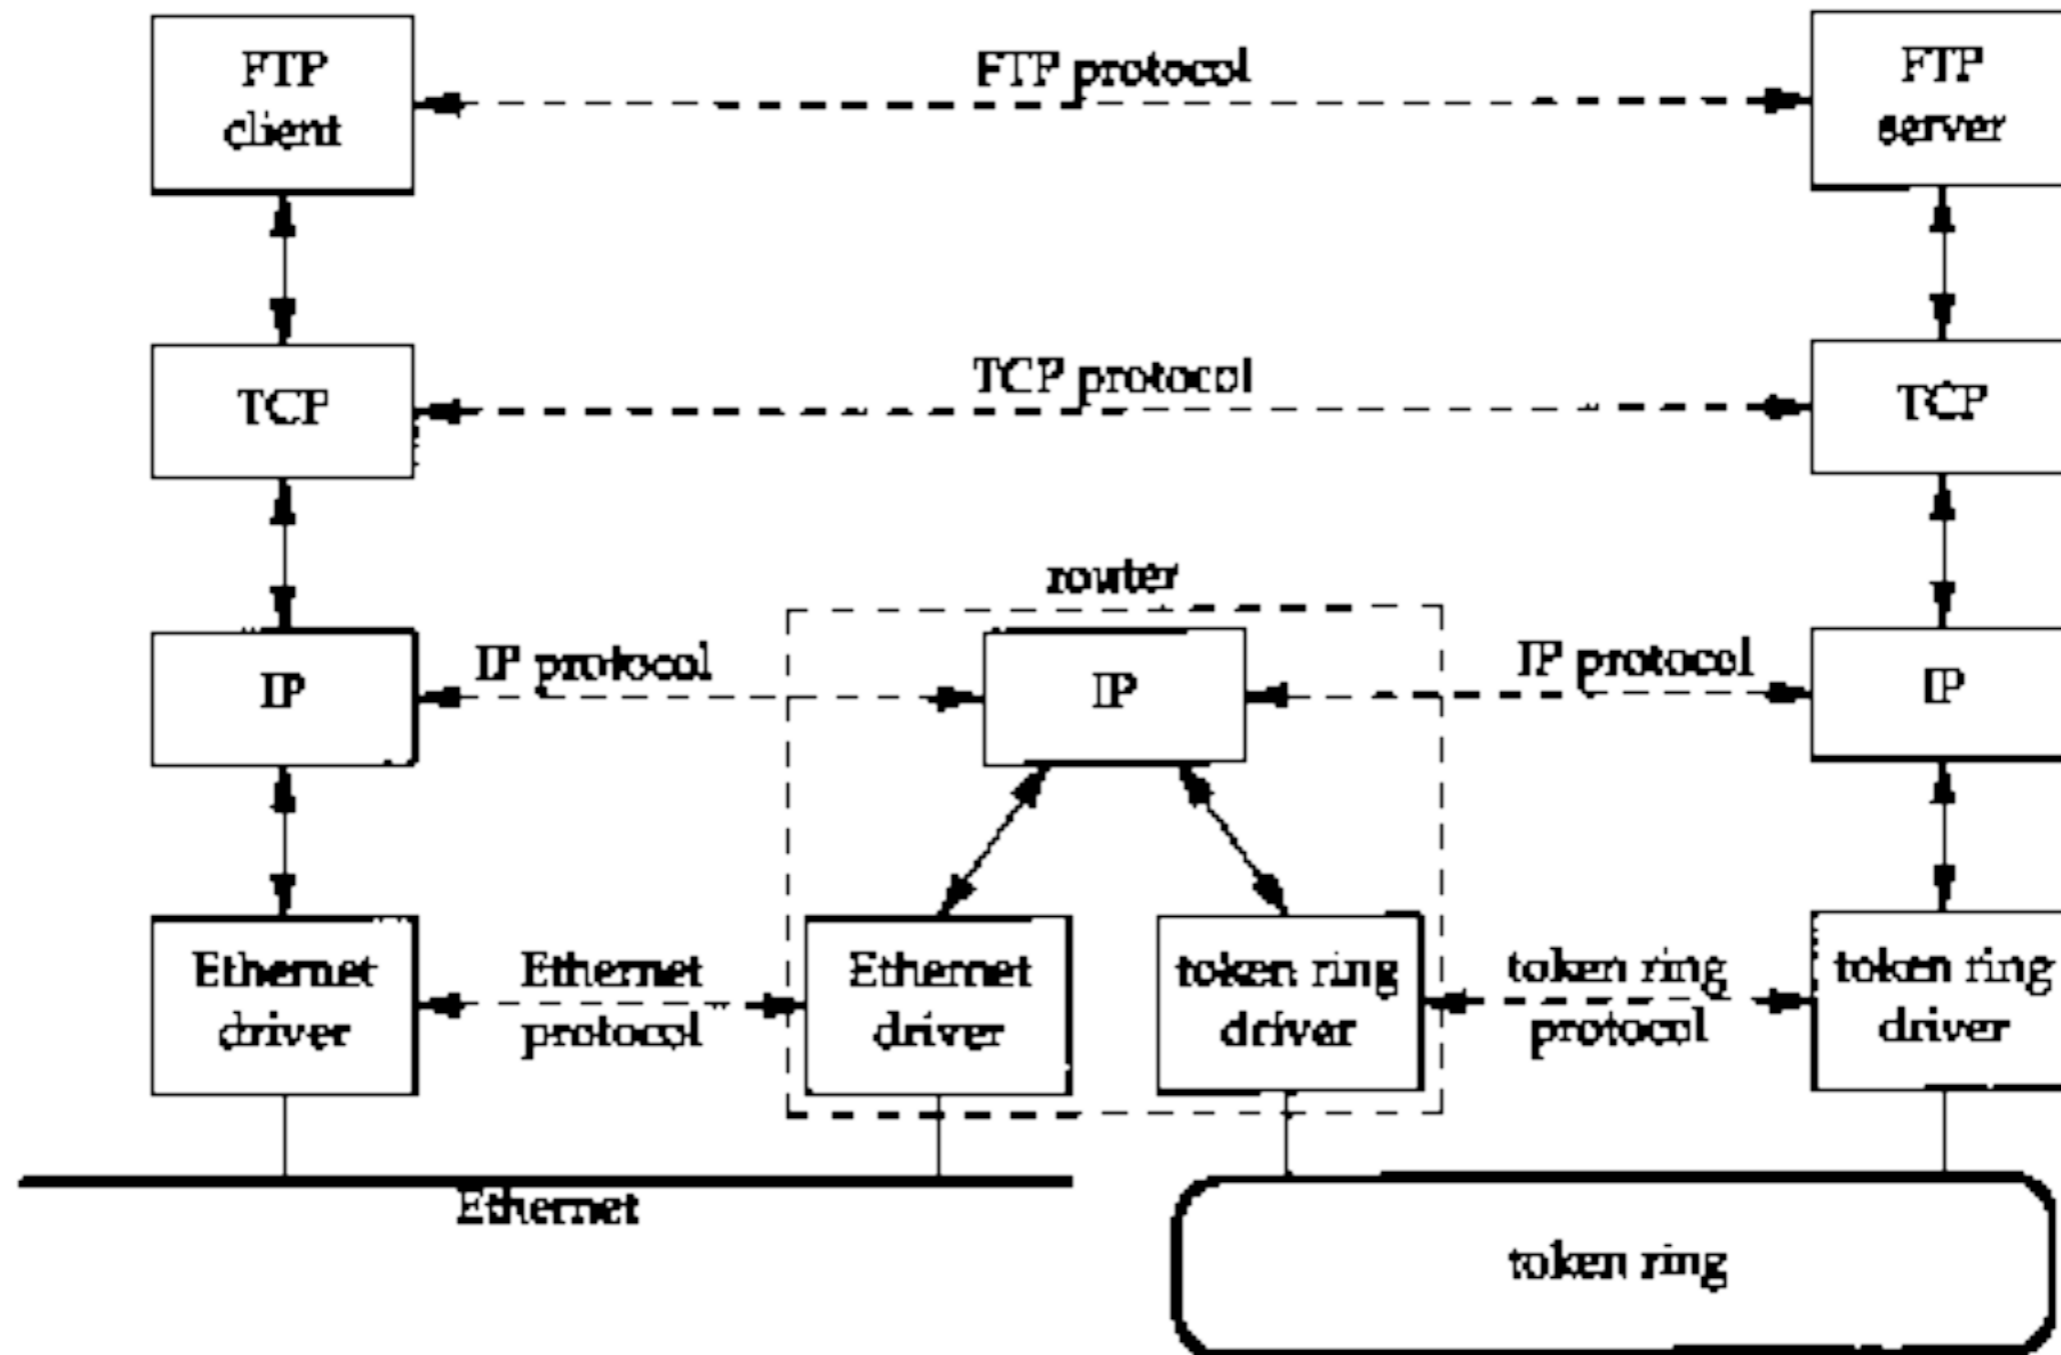 FTP
client
FTP protocol
FTP
server
TCP
TCP protocol
TCP
router
IP
IP protocol
IP
IP protocol
IP
Ethernet
driver
Ethernet
protocol
Ethernet
driver
token ring
driver
token ring
protocol
token ring
driver
Ethernet
token ring